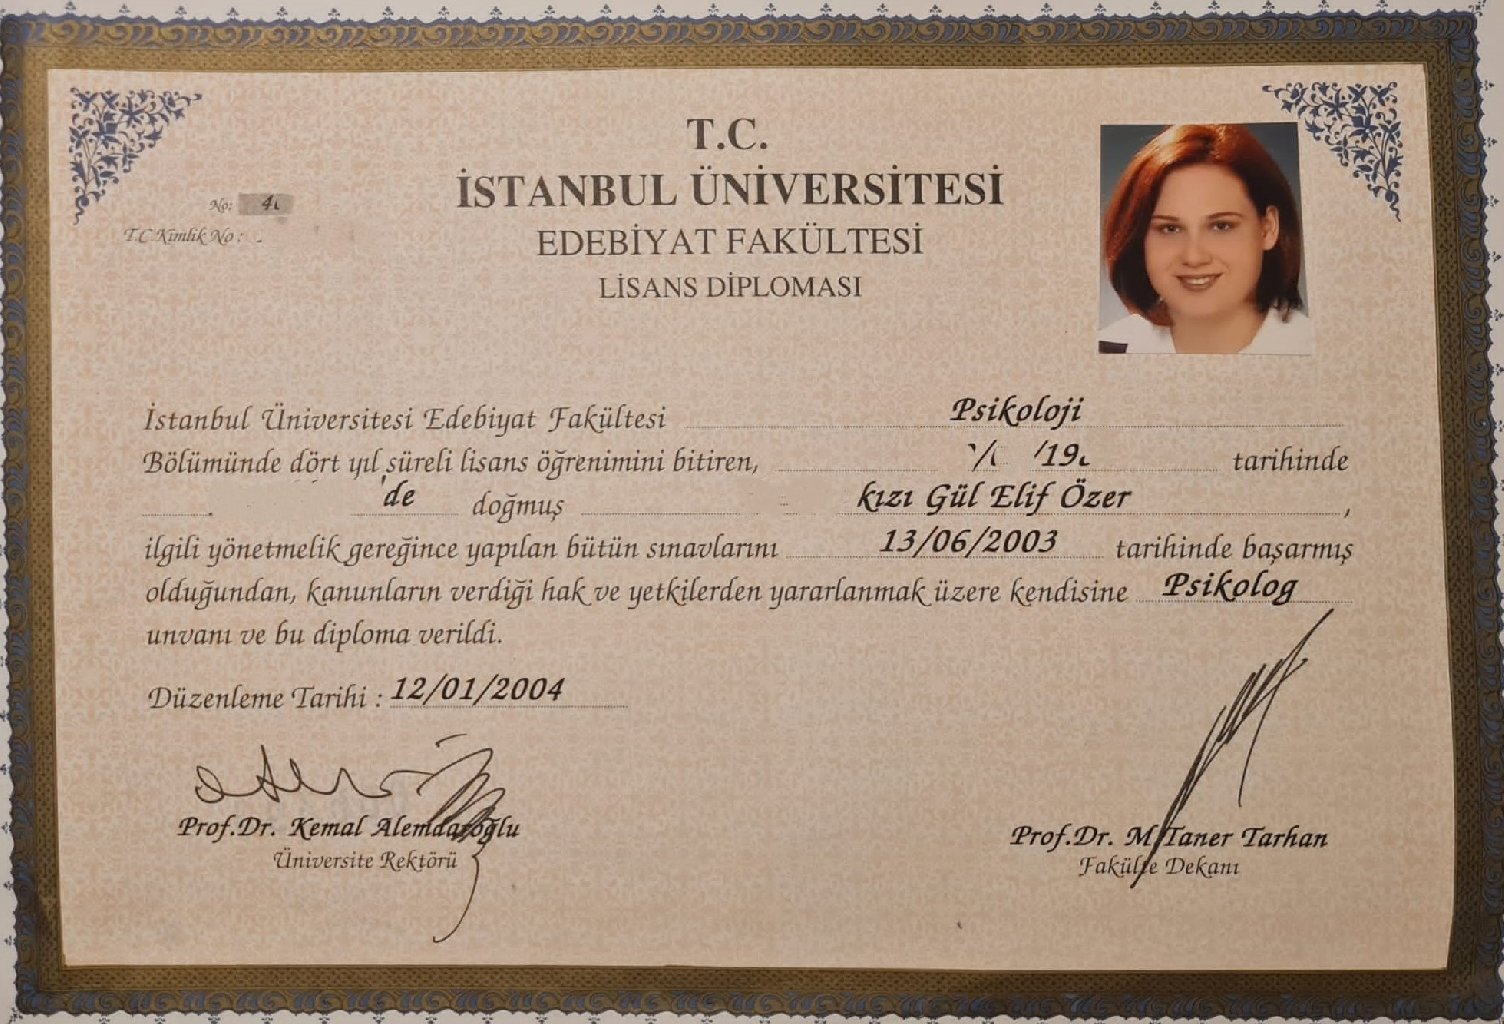 T.C.
İSTANBUL ÜNİVERSİTESİ
EDEBİYAT FAKÜLTESİ
LİSANS DİPLOMASI
No:
T.C Kimlik No :
İstanbul Üniversitesi Edebiyat Fakültesi Psikoloji
Bölümünde dört yıl süreli lisans öğrenimini bitiren, tarihinde
'de doğmuş kızı Gül Elif Özer,
ilgili yönetmelik gereğince yapılan bütün sınavlarını 13/06/2003 tarihinde başarmış
olduğundan, kanunların verdiği hak ve yetkilerden yararlanmak üzere kendisine Psikolog
unvanı ve bu diploma verildi.
Düzenleme Tarihi : 12/01/2004
Prof.Dr. Kemal Alemdaroğlu
Üniversite Rektörü
Prof.Dr. M.Taner Tarhan
Fakülte Dekanı